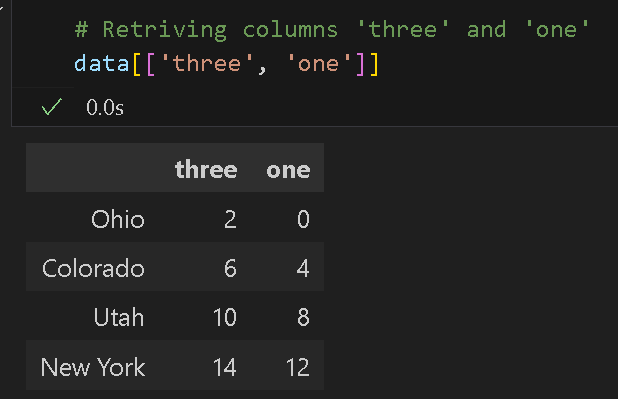 # Retriving columns 'three' and 'one'
data[['three', 'one']]
0.0s
three one
Ohio 2 0
Colorado 6 4
Utah 10 8
New York 14 12